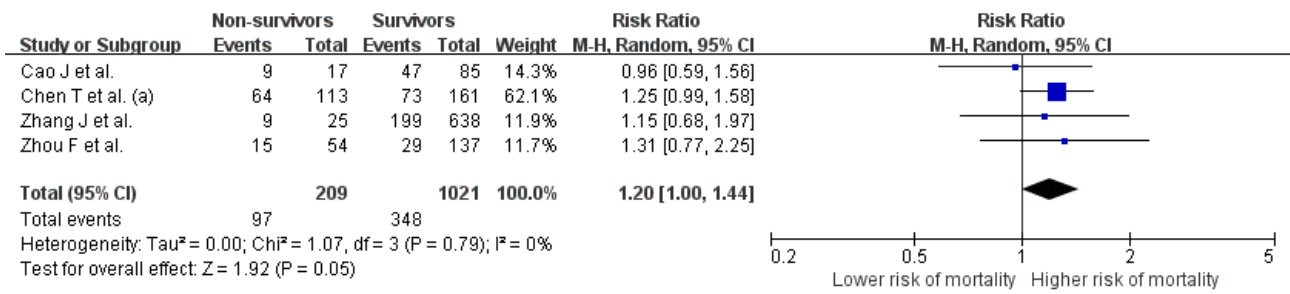 Non-survivors Survivors Risk Ratio Risk Ratio
Study or Subgroup Events Total Events Total Weight M-H, Random, 95% CI M-H, Random, 95% CI
Cao J et al. 9 17 47 85 14.3% 0.96 [0.59, 1.56]
Chen T et al. (a) 64 113 73 161 62.1% 1.25 [0.99, 1.58]
Zhang J et al. 9 25 199 638 11.9% 1.15 [0.68, 1.97]
Zhou F et al. 15 54 29 137 11.7% 1.31 [0.77, 2.25]
Total (95% CI) 209 1021 100.0% 1.20 [1.00, 1.44]
Total events 97 348
Heterogeneity: Tau² = 0.00; Chi² = 1.07, df = 3 (P = 0.79); I² = 0%
Test for overall effect: Z = 1.92 (P = 0.05)
0.2 0.5 1 2 5
Lower risk of mortality Higher risk of mortality